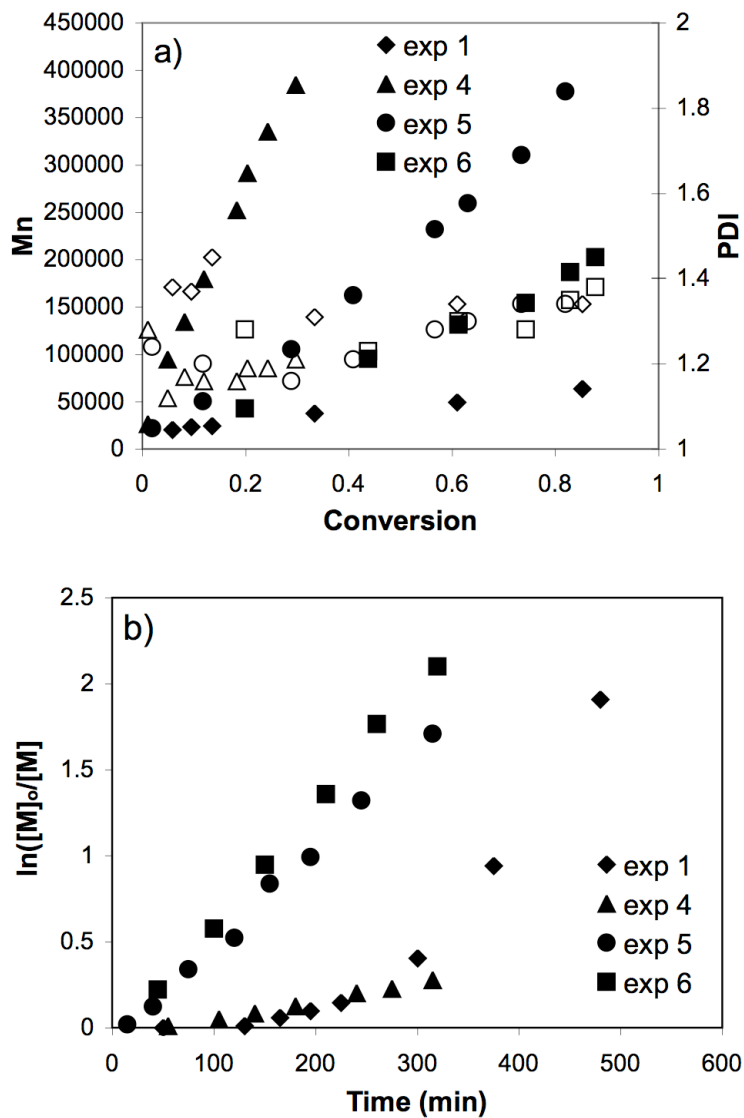 a)
exp 1
exp 4
exp 5
exp 6
450000
400000
350000
300000
250000
200000
150000
100000
50000
0
Mn
2
1.8
1.6
1.4
1.2
1
PDI
0 0.2 0.4 0.6 0.8 1
Conversion
b)
2.5
2
1.5
1
0.5
0
ln([M]₀/[M]
exp 1
exp 4
exp 5
exp 6
0 100 200 300 400 500 600
Time (min)